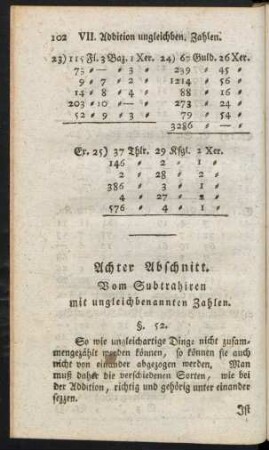 102 VII. Addition ungleichben. Zahlen.
23) 115 Fl. 3 Baz. 1 Xer. 24) 67 Guld. 26 Xer.
73 〃 — 〃 3 〃 239 〃 45 〃
9 〃 7 〃 2 〃 1214 〃 56 〃
14 〃 8 〃 4 〃 88 〃 16 〃
203 〃 10 〃 — 〃 273 〃 24 〃
52 〃 9 〃 3 〃 79 〃 54 〃
3286 〃 — 〃
Ex. 25) 37 Thlr. 29 Kfgl. 2 Xer.
146 〃 2 〃 1 〃
2 〃 28 〃 2 〃
386 〃 3 〃 1 〃
4 〃 27 〃 2 〃
576 〃 4 〃 1 〃
Achter Abschnitt.
Vom Subtrahiren
mit ungleichbenannten Zahlen.
§. 52.
So wie ungleichartige Dinge nicht zusam-
mengezählt werden können, so können sie auch
nicht von einander abgezogen werden. Man
muß daher die verschiedenen Sorten, wie bei
der Addition, richtig und gehörig unter einander
sezzen.
Ist